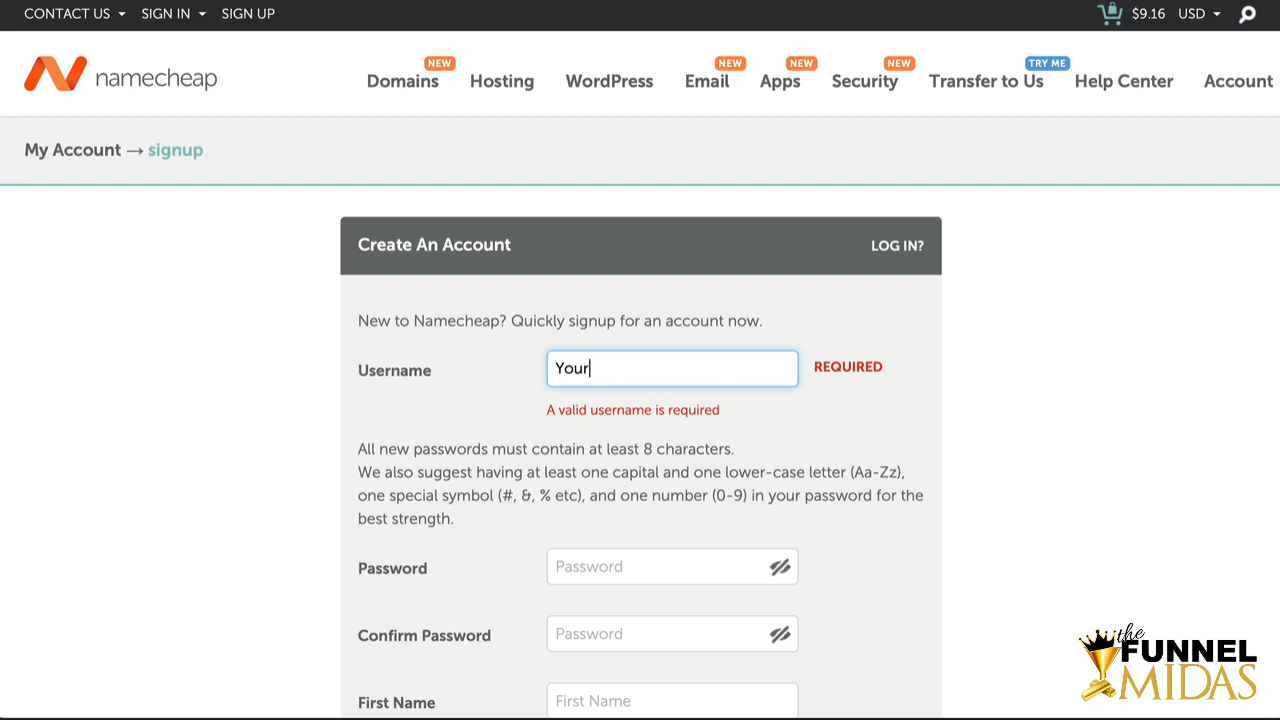 CONTACT US SIGN IN SIGN UP $9.16 USD
namecheap
NEW NEW NEW NEW TRY ME
Domains Hosting WordPress Email Apps Security Transfer to Us Help Center Account
My Account → signup
Create An Account LOG IN?
New to Namecheap? Quickly signup for an account now.
Username Your REQUIRED
A valid username is required
All new passwords must contain at least 8 characters.
We also suggest having at least one capital and one lower-case letter (Aa-Zz),
one special symbol (#, &, % etc), and one number (0-9) in your password for the
best strength.
Password Password
Confirm Password Password
First Name First Name
the
FUNNEL
MIDAS